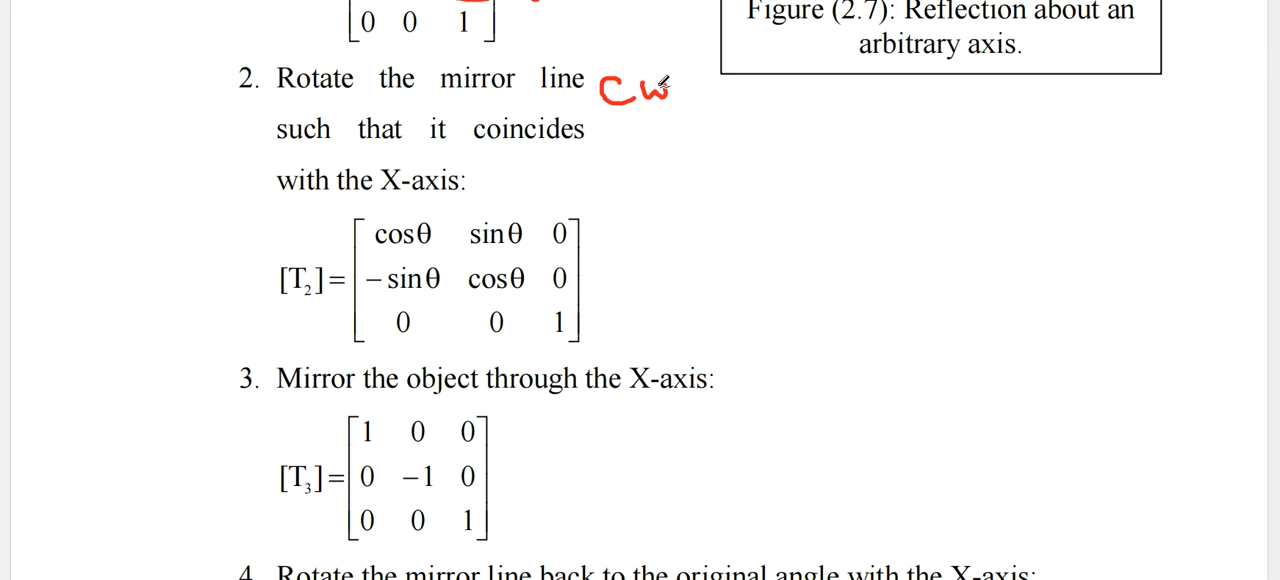 0 0 1
Figure (2.7): Reflection about an
arbitrary axis.
2. Rotate the mirror line CW
such that it coincides
with the X-axis:
cosθ sinθ 0
[T₂]= −sinθ cosθ 0
0 0 1
3. Mirror the object through the X-axis:
1 0 0
[T₃]= 0 −1 0
0 0 1
4. Rotate the mirror line back to the original angle with the X-axis: